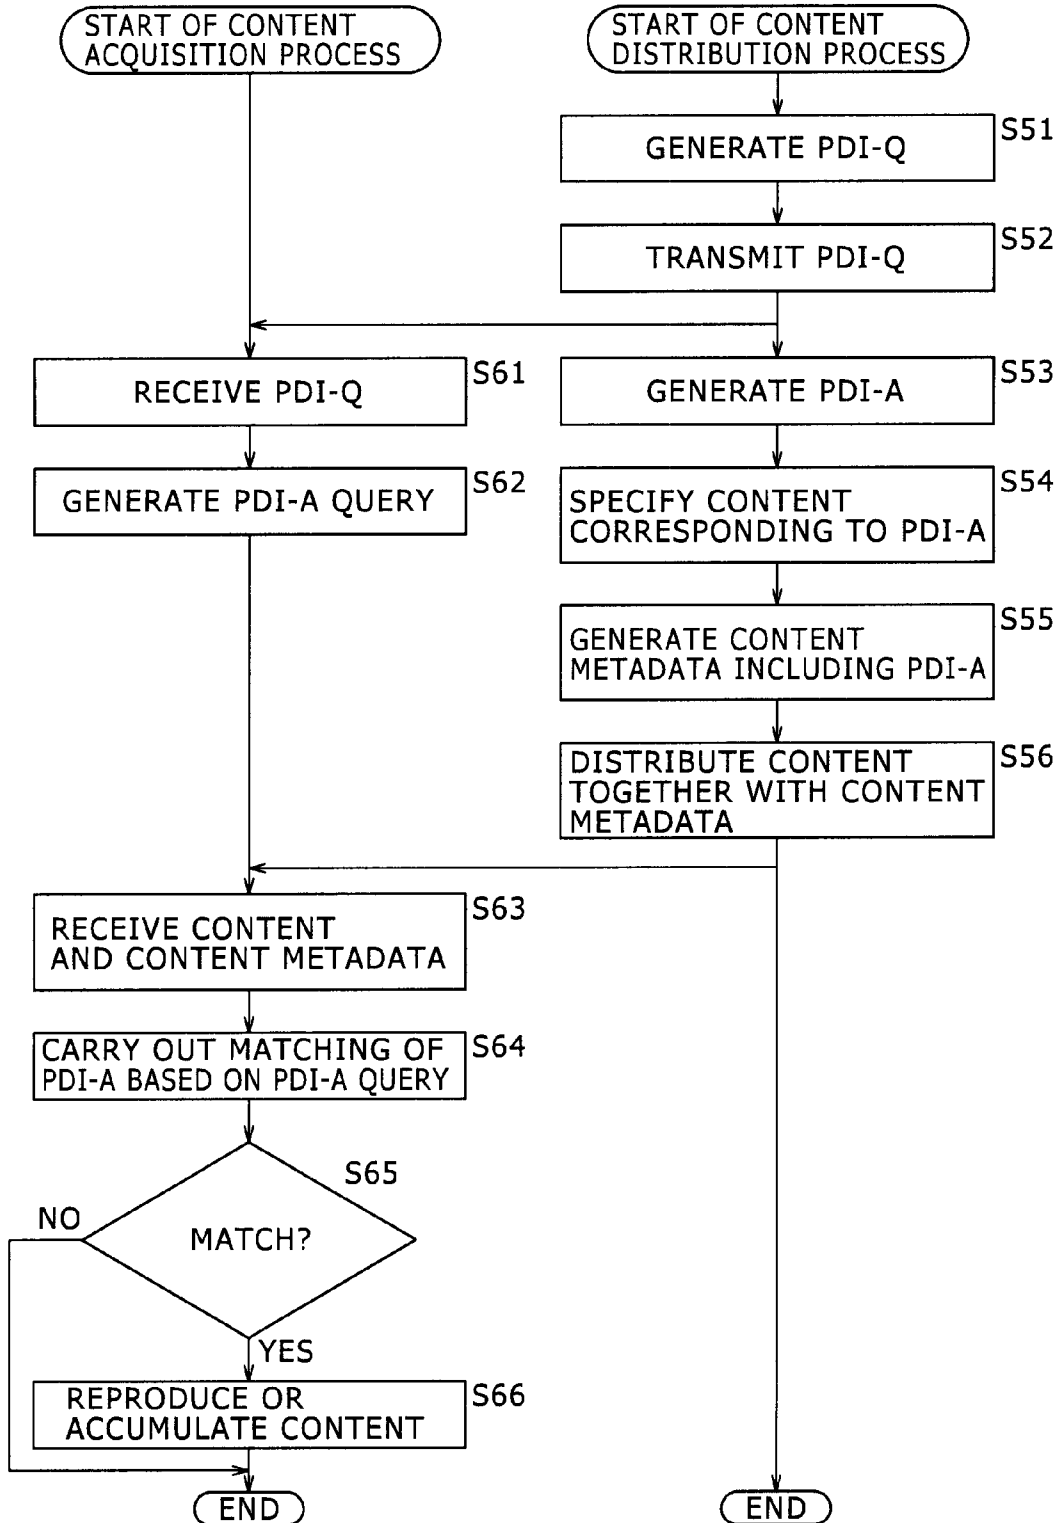 START OF CONTENT
ACQUISITION PROCESS
START OF CONTENT
DISTRIBUTION PROCESS
GENERATE PDI-Q
S51
TRANSMIT PDI-Q
S52
RECEIVE PDI-Q
S61
GENERATE PDI-A
S53
GENERATE PDI-A QUERY
S62
SPECIFY CONTENT
CORRESPONDING TO PDI-A
S54
GENERATE CONTENT
METADATA INCLUDING PDI-A
S55
DISTRIBUTE CONTENT
TOGETHER WITH CONTENT
METADATA
S56
RECEIVE CONTENT
AND CONTENT METADATA
S63
CARRY OUT MATCHING OF
PDI-A BASED ON PDI-A QUERY
S64
S65
NO
MATCH?
YES
REPRODUCE OR
ACCUMULATE CONTENT
S66
END
END